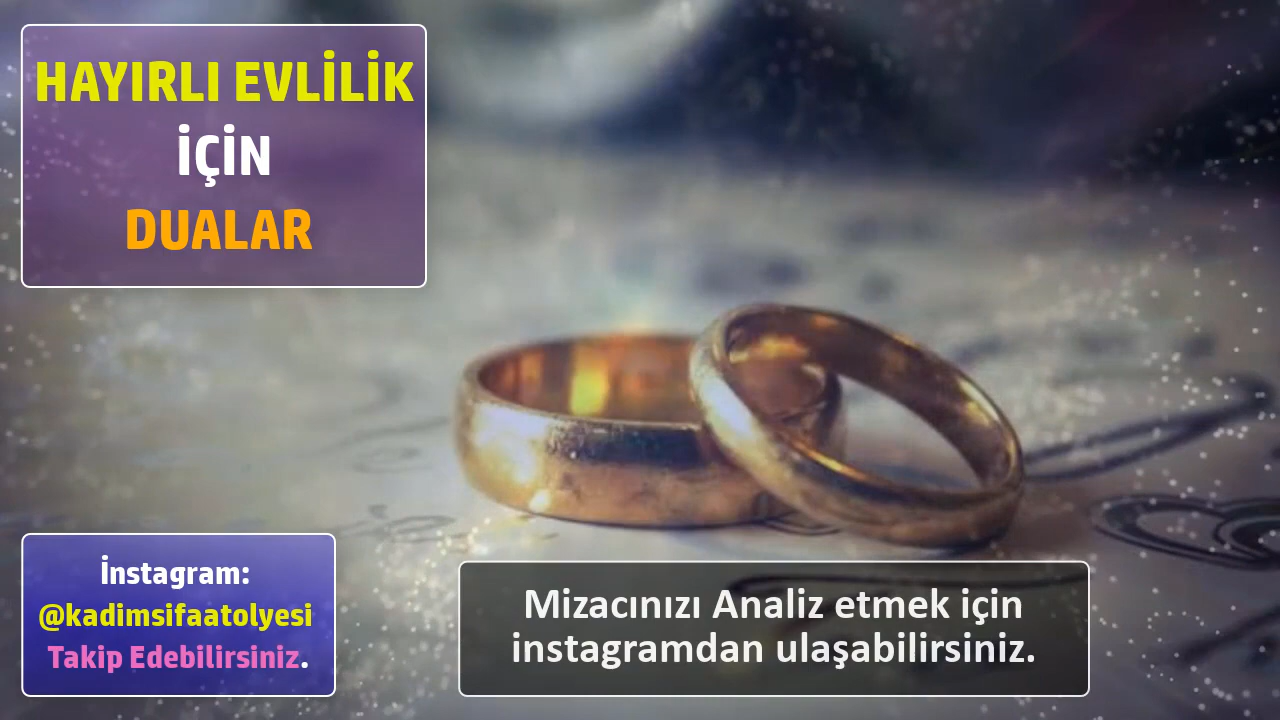 HAYIRLI EVLİLİK
İÇİN
DUALAR
İnstagram:
@kadimsifaatolyesi
Takip Edebilirsiniz.
Mizacınızı Analiz etmek için
instagramdan ulaşabilirsiniz.